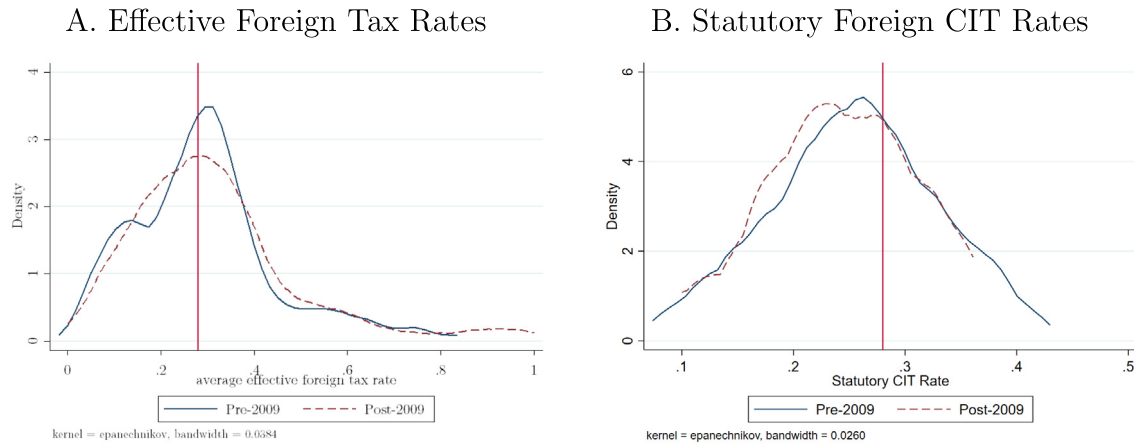 A. Effective Foreign Tax Rates
4
3
2
1
0
Density
0 .2 .4 .6 .8 1
average effective foreign tax rate
Pre-2009 Post-2009
kernel = epanechnikov, bandwidth = 0.0384
B. Statutory Foreign CIT Rates
6
4
2
0
Density
.1 .2 .3 .4 .5
Statutory CIT Rate
Pre-2009 Post-2009
kernel = epanechnikov, bandwidth = 0.0260